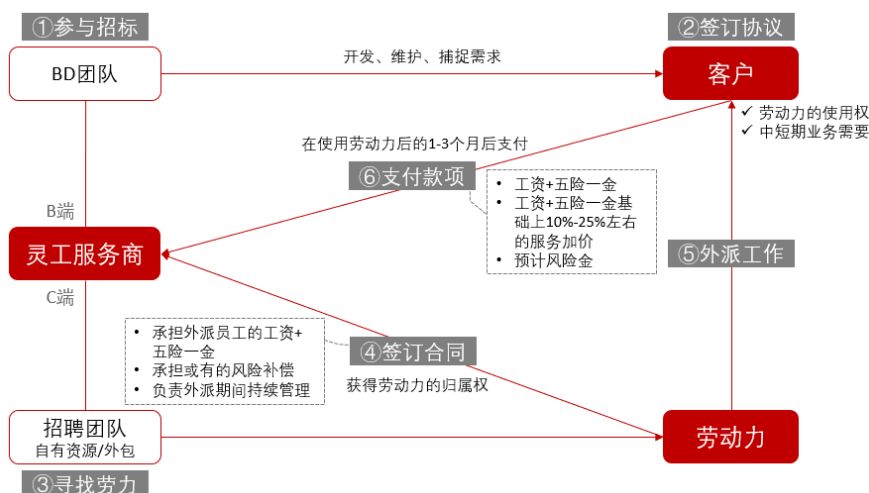 ①参与招标
②签订协议
BD团队
开发、维护、捕捉需求
客户
✓ 劳动力的使用权
✓ 中短期业务需要
在使用劳动力后的1-3个月后支付
⑥支付款项
• 工资+五险一金
• 工资+五险一金基
础上10%-25%左右
的服务加价
• 预计风险金
B端
灵工服务商
⑤外派工作
C端
• 承担外派员工的工资+
五险一金
• 承担或有的风险补偿
• 负责外派期间持续管理
④签订合同
获得劳动力的归属权
招聘团队
自有资源/外包
劳动力
③寻找劳力